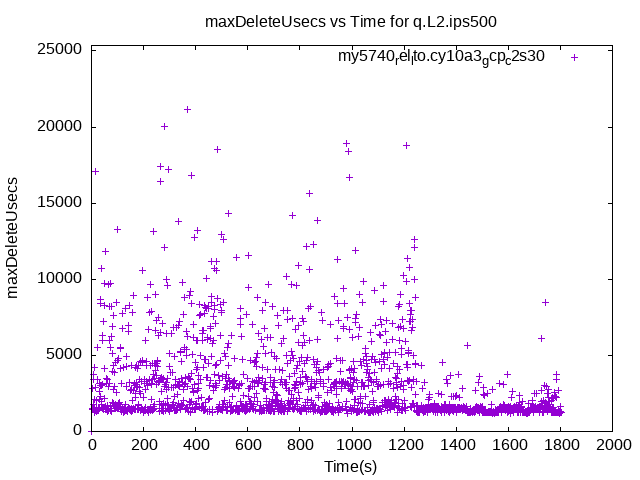 maxDeleteUsecs vs Time for q.L2.ips500
my5740relito.cy10a3gcpc2s30
25000
20000
15000
10000
5000
0
maxDeleteUsecs
0 200 400 600 800 1000 1200 1400 1600 1800 2000
Time(s)